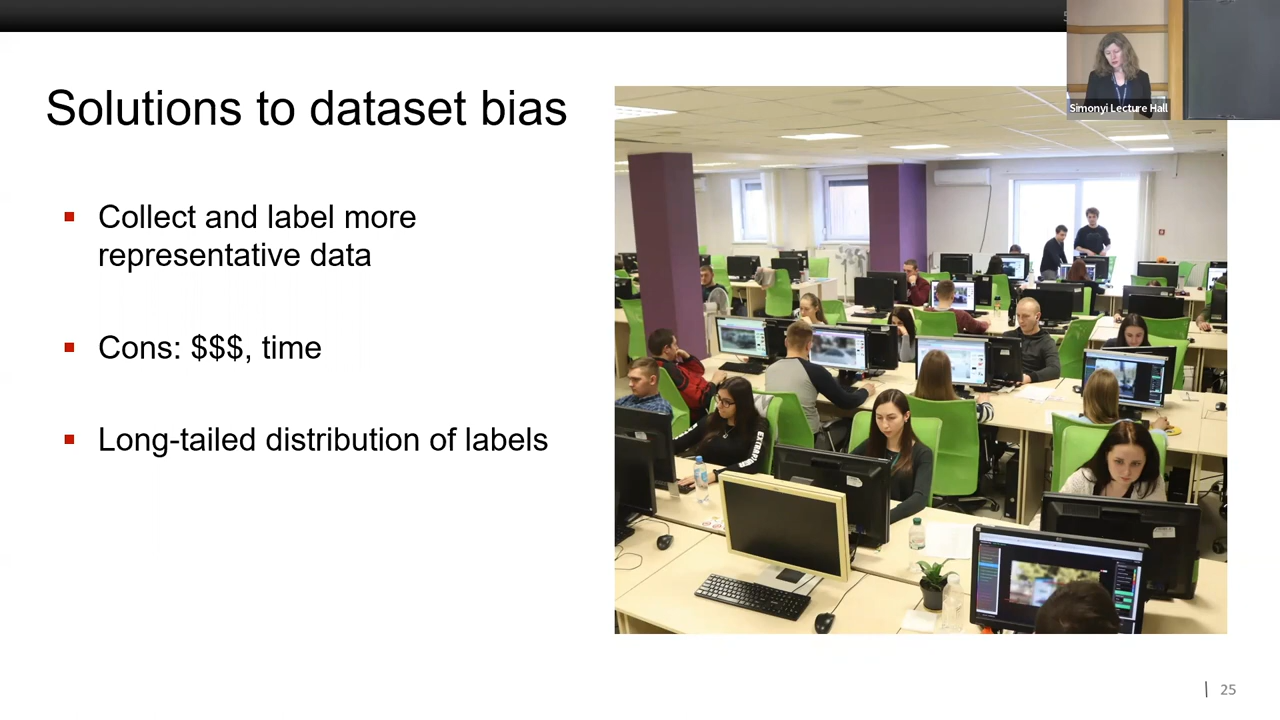 Simonyi Lecture Hall
Solutions to dataset bias
Collect and label more
representative data
Cons: $$$, time
Long-tailed distribution of labels
25